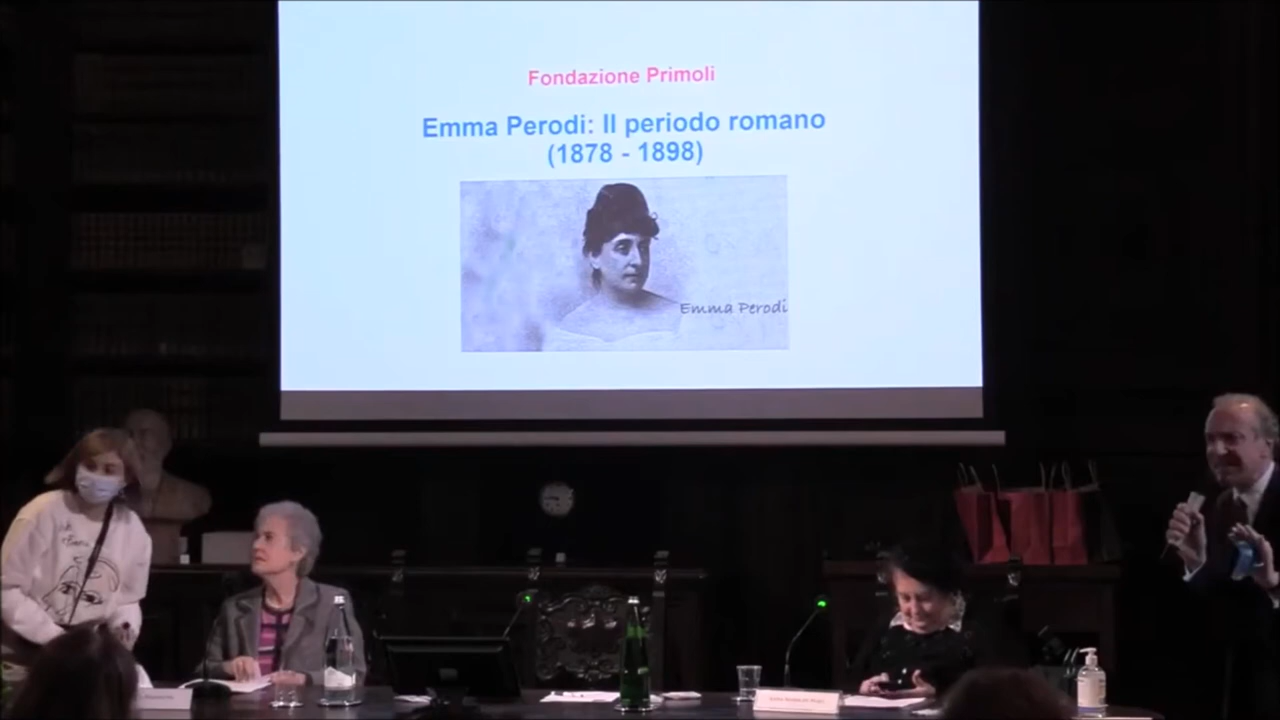 Fondazione Primoli
Emma Perodi: Il periodo romano
(1878 - 1898)
Emma Perodi